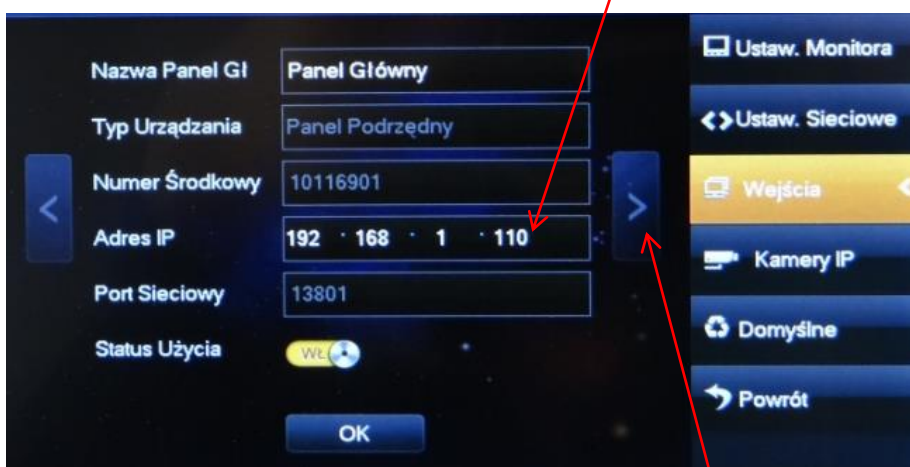 Nazwa Panel Gł
Panel Główny
Typ Urządzania
Panel Podrzędny
Numer Środkowy
10116901
Adres IP
192 · 168 · 1 · 110
Port Sieciowy
13801
Status Użycia
WŁ
OK
Ustaw. Monitora
Ustaw. Sieciowe
Wejścia
Kamery IP
Domyślne
Powrót